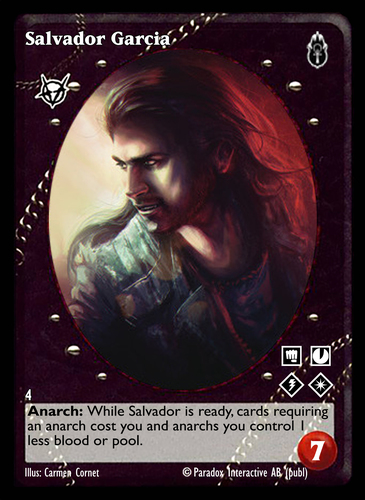 Salvador Garcia
4
Anarch: While Salvador is ready, cards requiring
an anarch cost you and anarchs you control 1
less blood or pool.
7
Illus: Carmen Cornet © Paradox Interactive AB (publ)